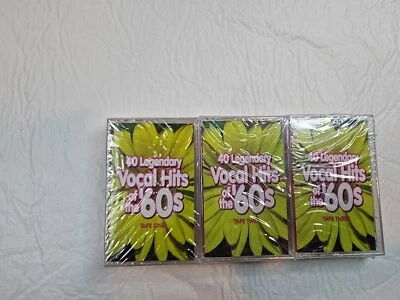 40 Legendary
Vocal Hits
of
the '60s
TAPE ONE
40 Legendary
Vocal Hits
of
the '60s
TAPE TWO
40 Legendary
Vocal Hits
of
the '60s
TAPE THREE